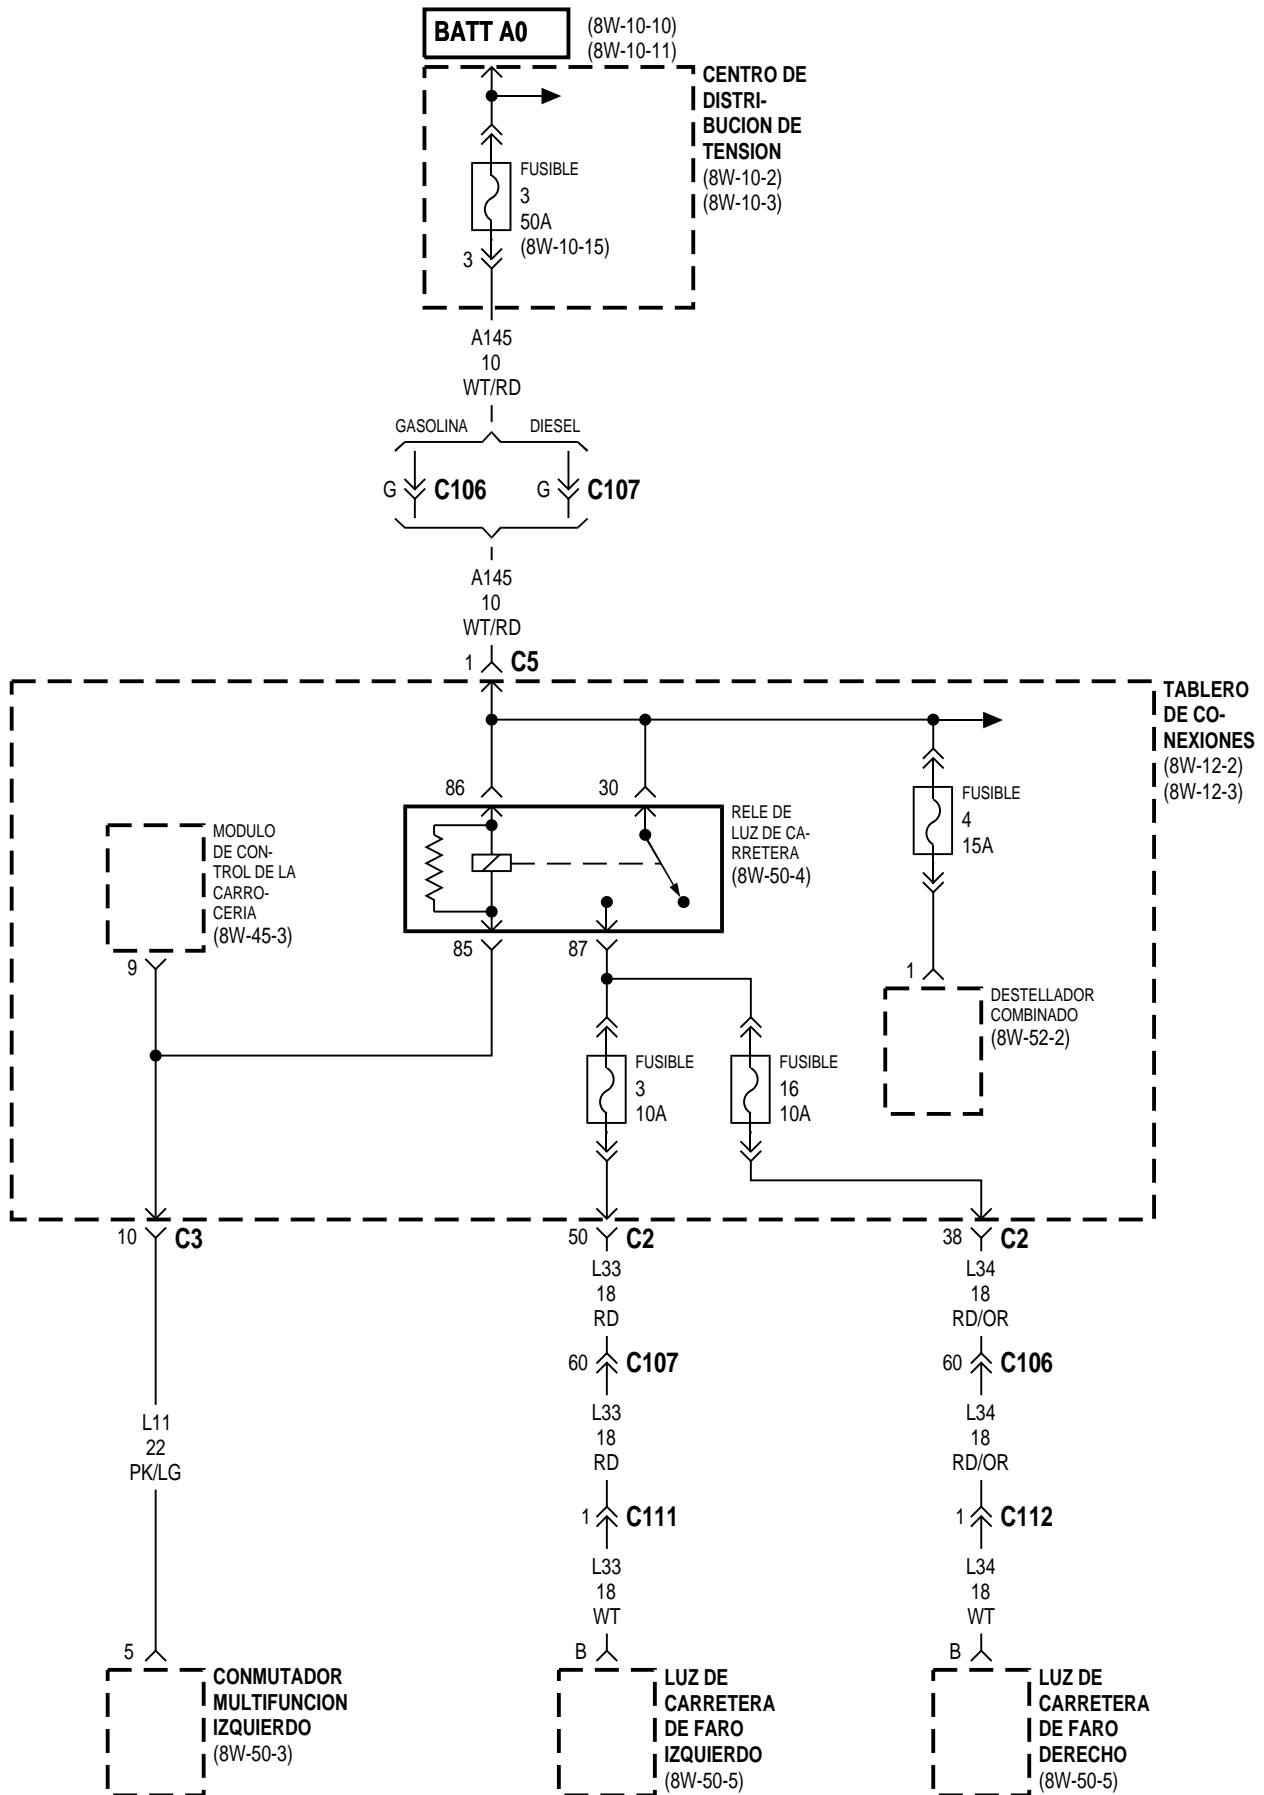 BATT A0
(8W-10-10)
(8W-10-11)
CENTRO DE
DISTRI-
BUCION DE
TENSION
(8W-10-2)
(8W-10-3)
FUSIBLE
3
50A
(8W-10-15)
3
A145
10
WT/RD
GASOLINA
DIESEL
G
C106
G
C107
A145
10
WT/RD
1
C5
TABLERO
DE CO-
NEXIONES
(8W-12-2)
(8W-12-3)
86
30
RELE DE
LUZ DE CA-
RRETERA
(8W-50-4)
FUSIBLE
4
15A
MODULO
DE CON-
TROL DE LA
CARRO-
CERIA
(8W-45-3)
9
85
87
1
DESTELLADOR
COMBINADO
(8W-52-2)
FUSIBLE
3
10A
FUSIBLE
16
10A
10
C3
50
C2
38
C2
L33
18
RD
L34
18
RD/OR
60
C107
60
C106
L11
22
PK/LG
L33
18
RD
L34
18
RD/OR
1
C111
1
C112
L33
18
WT
L34
18
WT
5
B
B
CONMUTADOR
MULTIFUNCION
IZQUIERDO
(8W-50-3)
LUZ DE
CARRETERA
DE FARO
IZQUIERDO
(8W-50-5)
LUZ DE
CARRETERA
DE FARO
DERECHO
(8W-50-5)